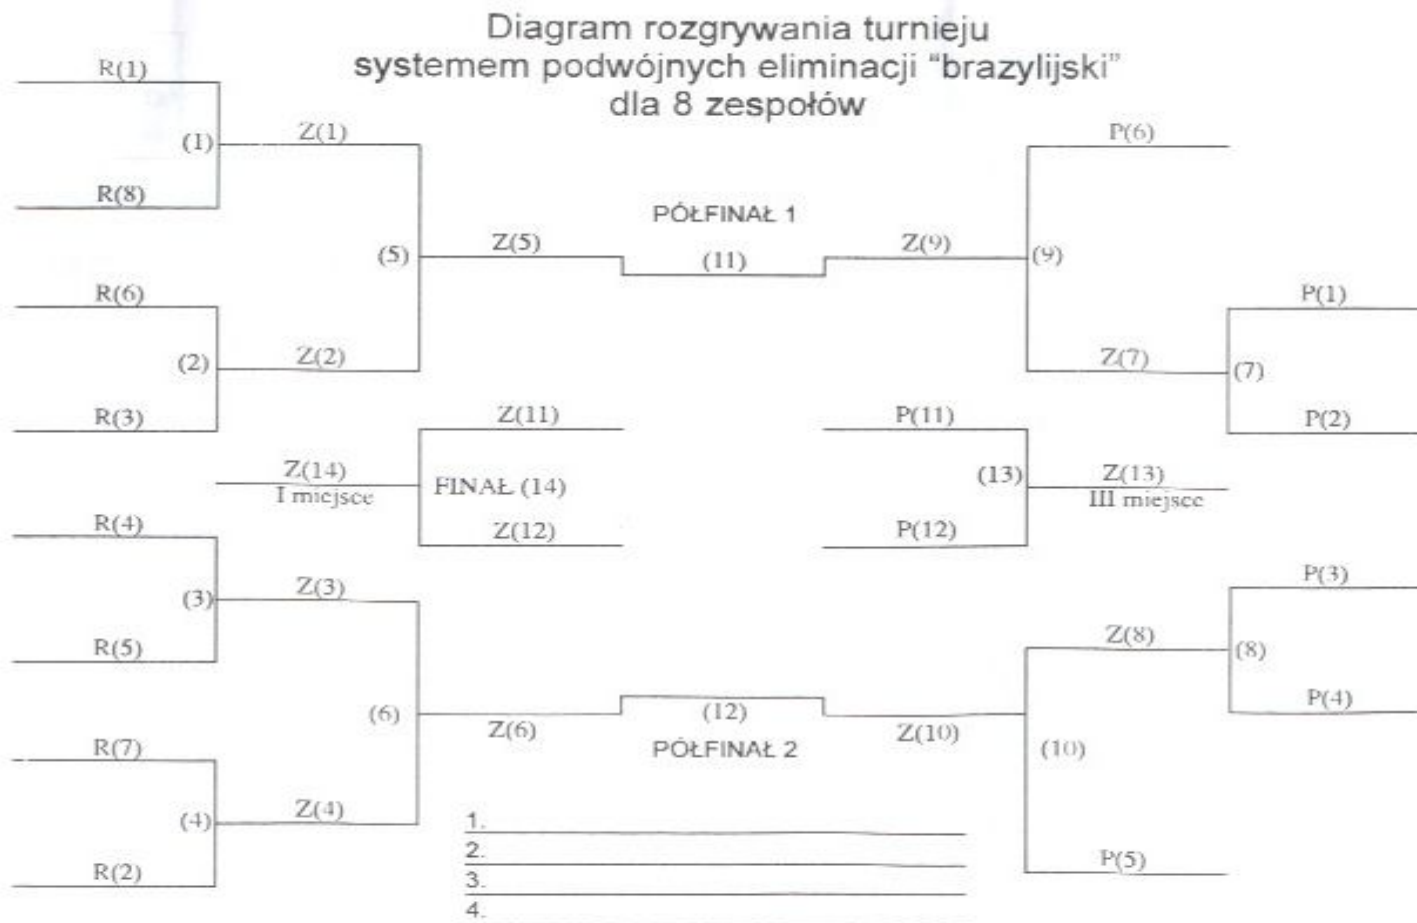 Diagram rozgrywania turnieju
systemem podwójnych eliminacji “brazylijski”
dla 8 zespołów
R(1)
(1)
Z(1)
R(8)
R(6)
(2)
Z(2)
R(3)
(5)
Z(5)
PÓŁFINAŁ 1
(11)
Z(9)
(9)
P(6)
Z(7)
(7)
P(1)
P(2)
Z(14)
I miejsce
FINAŁ (14)
Z(11)
Z(12)
P(11)
P(12)
(13)
Z(13)
III miejsce
R(4)
(3)
Z(3)
R(5)
R(7)
(4)
Z(4)
R(2)
(6)
Z(6)
(12)
PÓŁFINAŁ 2
Z(10)
(10)
Z(8)
(8)
P(3)
P(4)
P(5)
1.
2.
3.
4.